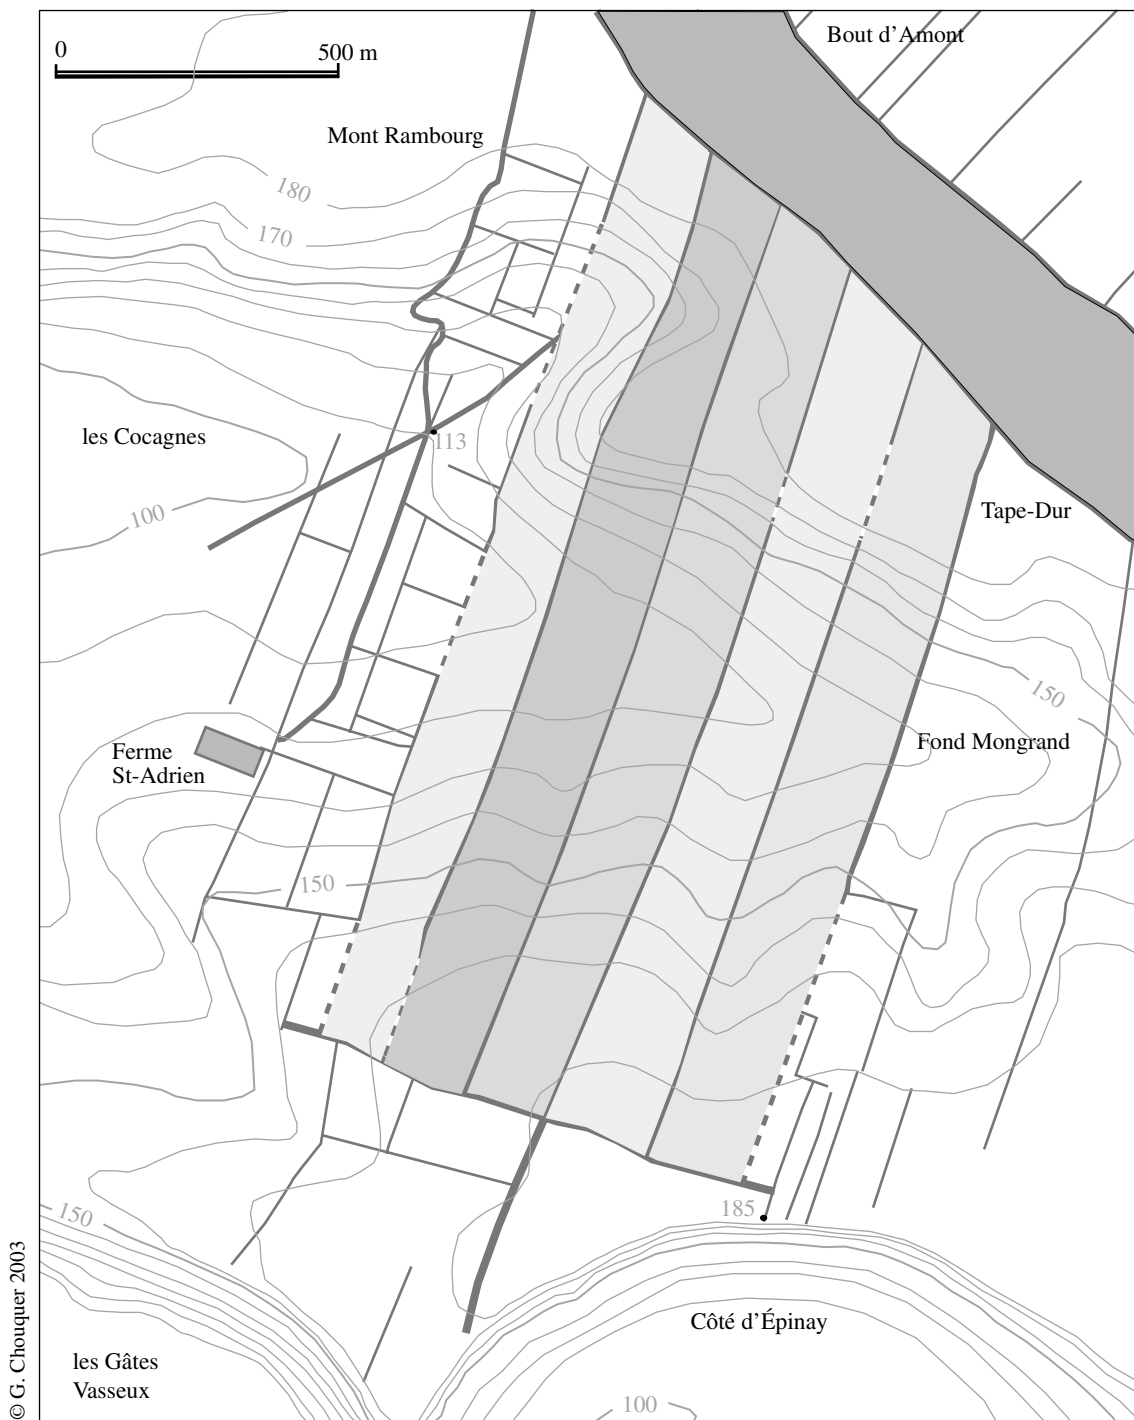 Bout d'Amont
0
500 m
Mont Rambourg
180
170
les Cocagnes
113
100
Tape-Dur
150
Fond Mongrand
Ferme
St-Adrien
150
150
185
Côté d'Épinay
les Gâtes
Vasseux
100
© G. Chouquer 2003